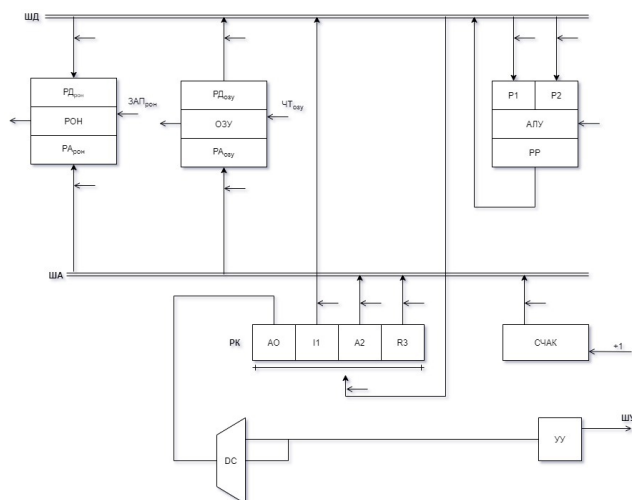 ШД
РДрон
РОН
РАрон
ЗАПрон
РДозу
ОЗУ
РАозу
ЧТозу
Р1 Р2
АЛУ
РР
ША
РК АО I1 А2 R3
СЧАК
+1
DC
УУ
ШУ